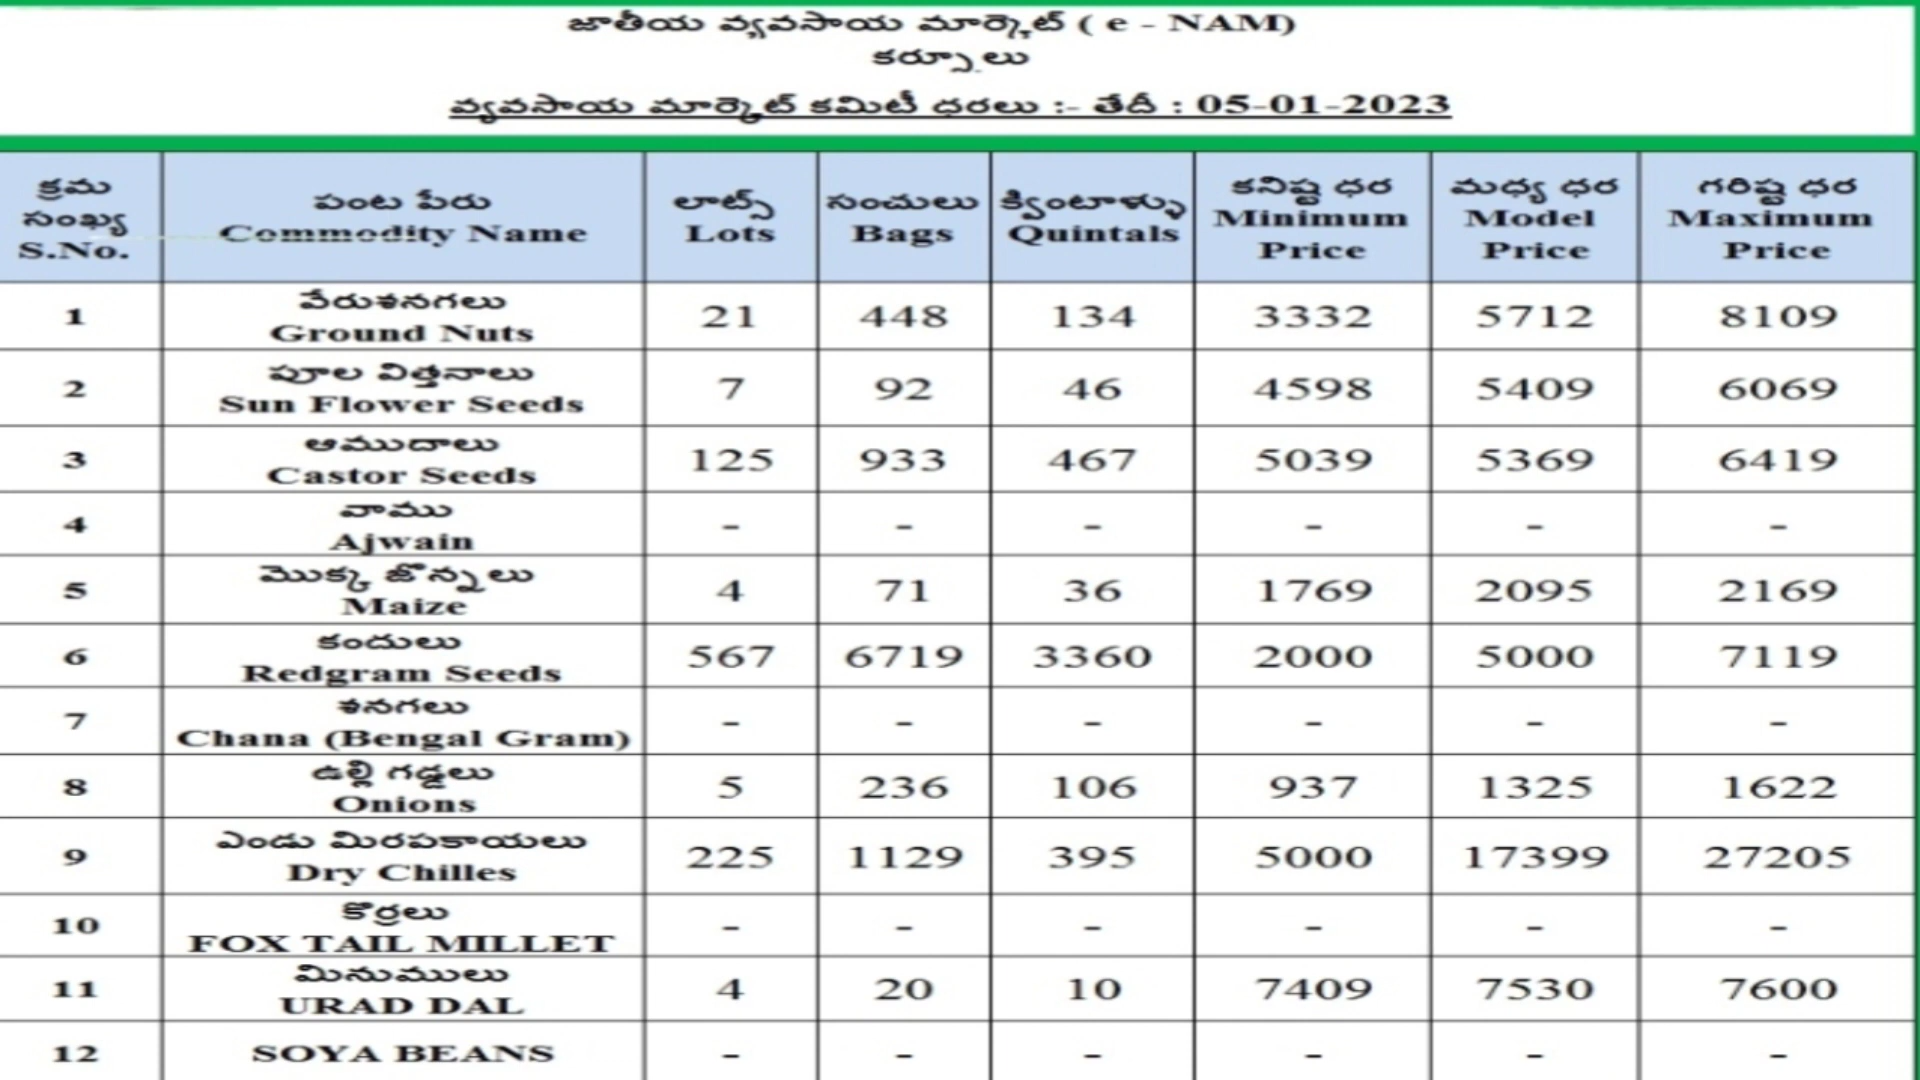 జాతీయ వ్యవసాయ మార్కెట్ ( e - NAM)
కర్నూలు
వ్యవసాయ మార్కెట్ కమిటీ ధరలు :- తేదీ : 05-01-2023
క్రమ సంఖ్య S.No. పంట పేరు Commodity Name లాట్స్ Lots సంచులు Bags క్వింటాళ్ళు Quintals కనిష్ట ధర Minimum Price మధ్య ధర Model Price గరిష్ట ధర Maximum Price
1 వేరుశనగలు Ground Nuts 21 448 134 3332 5712 8109
2 పూల విత్తనాలు Sun Flower Seeds 7 92 46 4598 5409 6069
3 ఆముదాలు Castor Seeds 125 933 467 5039 5369 6419
4 వాము Ajwain - - - - - -
5 మొక్క జొన్నలు Maize 4 71 36 1769 2095 2169
6 కందులు Redgram Seeds 567 6719 3360 2000 5000 7119
7 శనగలు Chana (Bengal Gram) - - - - - -
8 ఉల్లి గడ్డలు Onions 5 236 106 937 1325 1622
9 ఎండు మిరపకాయలు Dry Chilles 225 1129 395 5000 17399 27205
10 కొర్రలు FOX TAIL MILLET - - - - - -
11 మినుములు URAD DAL 4 20 10 7409 7530 7600
12 SOYA BEANS - - - - - -